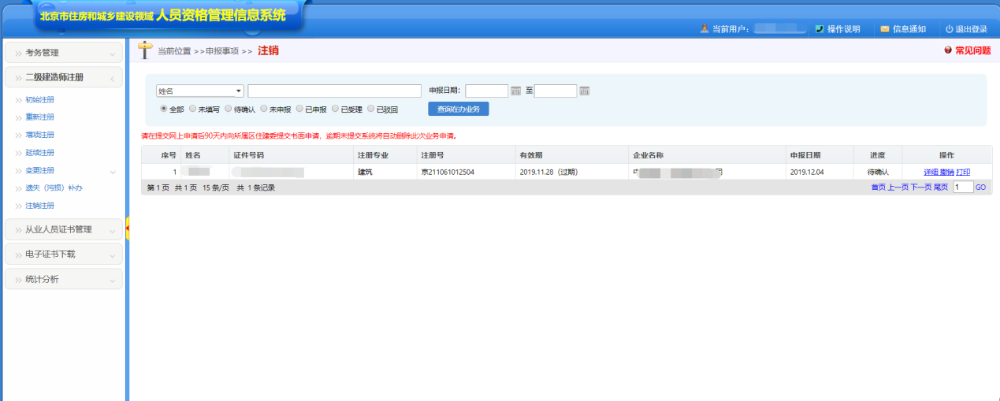 北京市住房和城乡建设领域 人员资格管理信息系统
当前用户： 操作说明 信息通知 退出登录
考务管理
二级建造师注册
初始注册
重新注册
增项注册
延续注册
变更注册
遗失（污损）补办
注销注册
从业人员证书管理
电子证书下载
统计分析
当前位置 >>申报事项 >> 注销
常见问题
姓名 申报日期： 至
全部 未填写 待确认 未申报 已申报 已受理 已驳回 查询在办业务
请在提交网上申请后90天内向所属区住建委提交书面申请，逾期未提交系统将自动删除此次业务申请。
序号 姓名 证件号码 注册专业 注册号 有效期 企业名称 申报日期 进度 操作
1 建筑 京211061012504 2019.11.28（过期） 2019.12.04 待确认 详细 撤销 打印
第 1 页 共 1 页 15 条/页 共 1 条记录 首页 上一页 下一页 尾页 1 GO